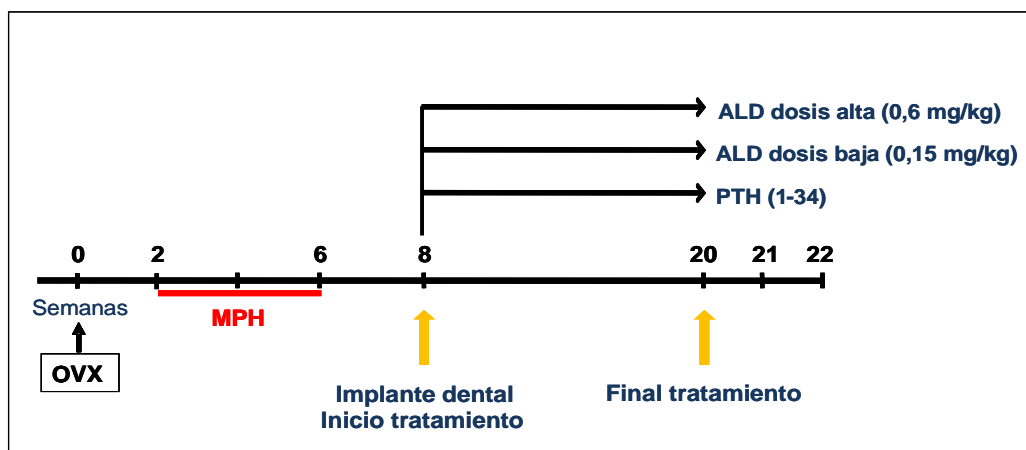 ALD dosis alta (0,6 mg/kg)
ALD dosis baja (0,15 mg/kg)
PTH (1-34)
0 2 6 8 20 21 22
Semanas
MPH
OVX
Implante dental
Inicio tratamiento
Final tratamiento